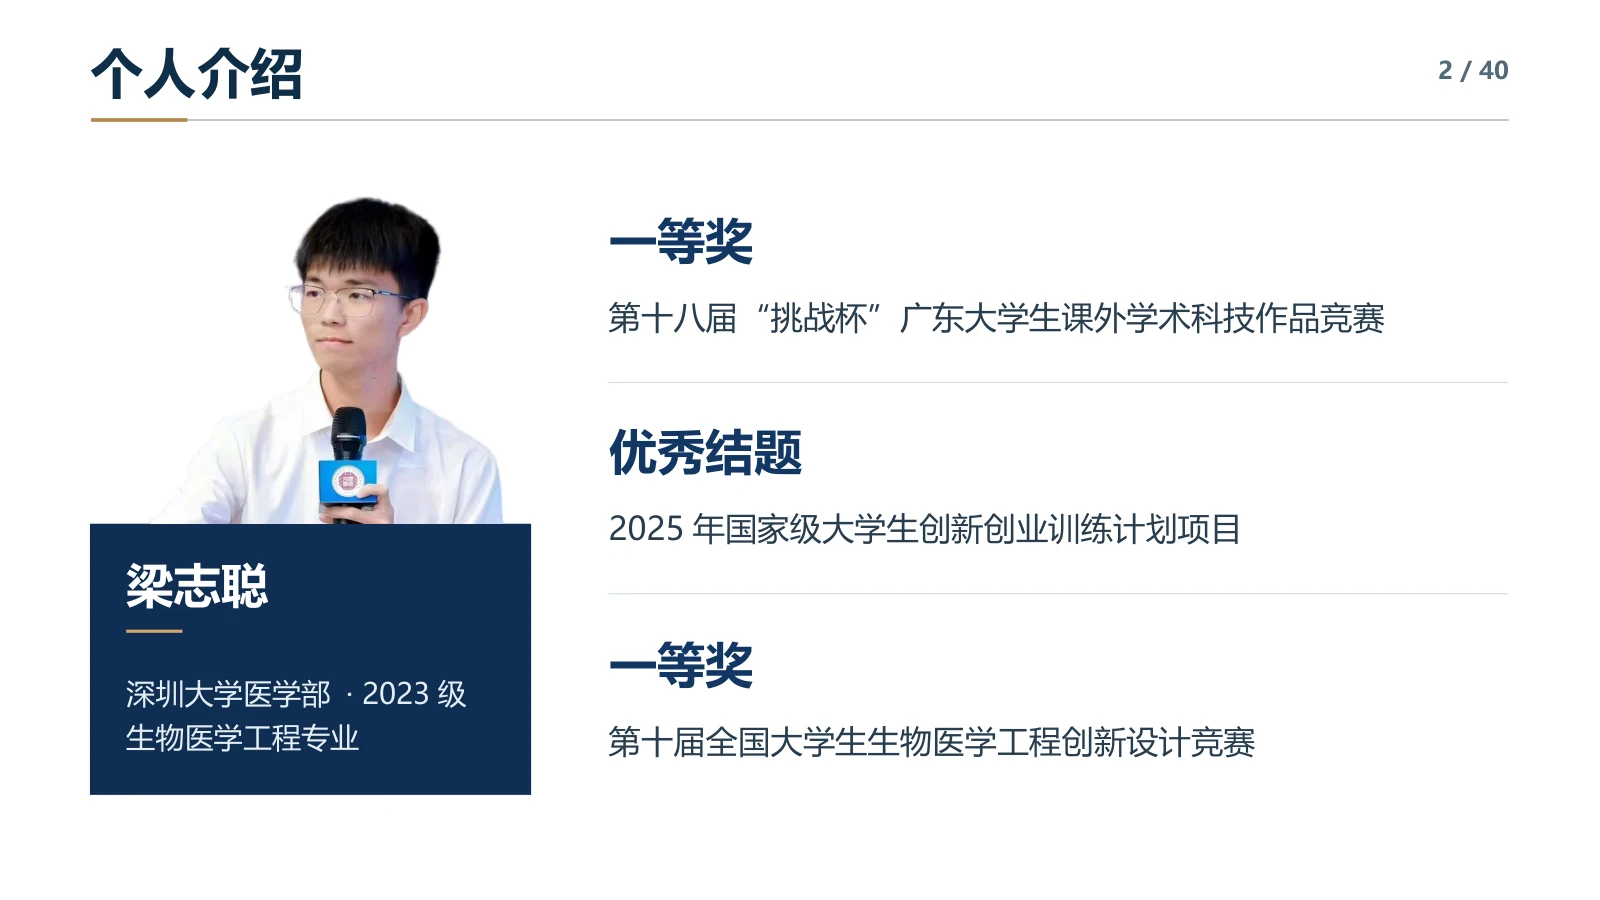 个人介绍
2 / 40
一等奖
第十八届“挑战杯”广东大学生课外学术科技作品竞赛
优秀结题
2025 年国家级大学生创新创业训练计划项目
一等奖
第十届全国大学生生物医学工程创新设计竞赛
梁志聪
深圳大学医学部 · 2023 级
生物医学工程专业